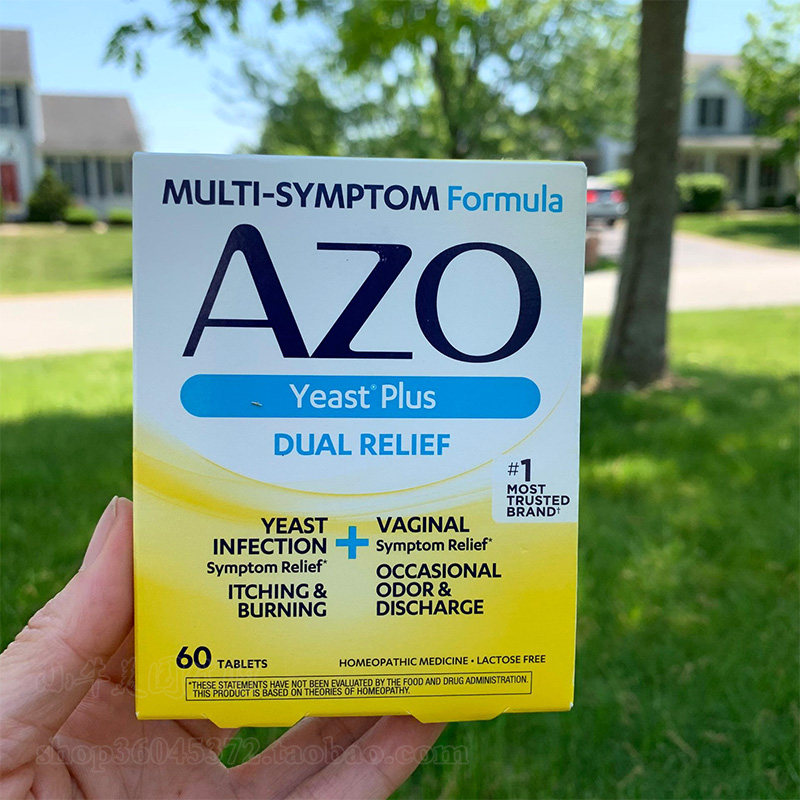 MULTI-SYMPTOM Formula
AZO
Yeast® Plus
DUAL RELIEF
#1
MOST
TRUSTED
BRAND†
YEAST
INFECTION
Symptom Relief*
ITCHING &
BURNING
+
VAGINAL
Symptom Relief*
OCCASIONAL
ODOR &
DISCHARGE
60 TABLETS
HOMEOPATHIC MEDICINE • LACTOSE FREE
*THESE STATEMENTS HAVE NOT BEEN EVALUATED BY THE FOOD AND DRUG ADMINISTRATION.
THIS PRODUCT IS BASED ON THEORIES OF HOMEOPATHY.
shop36045372.taobao.com